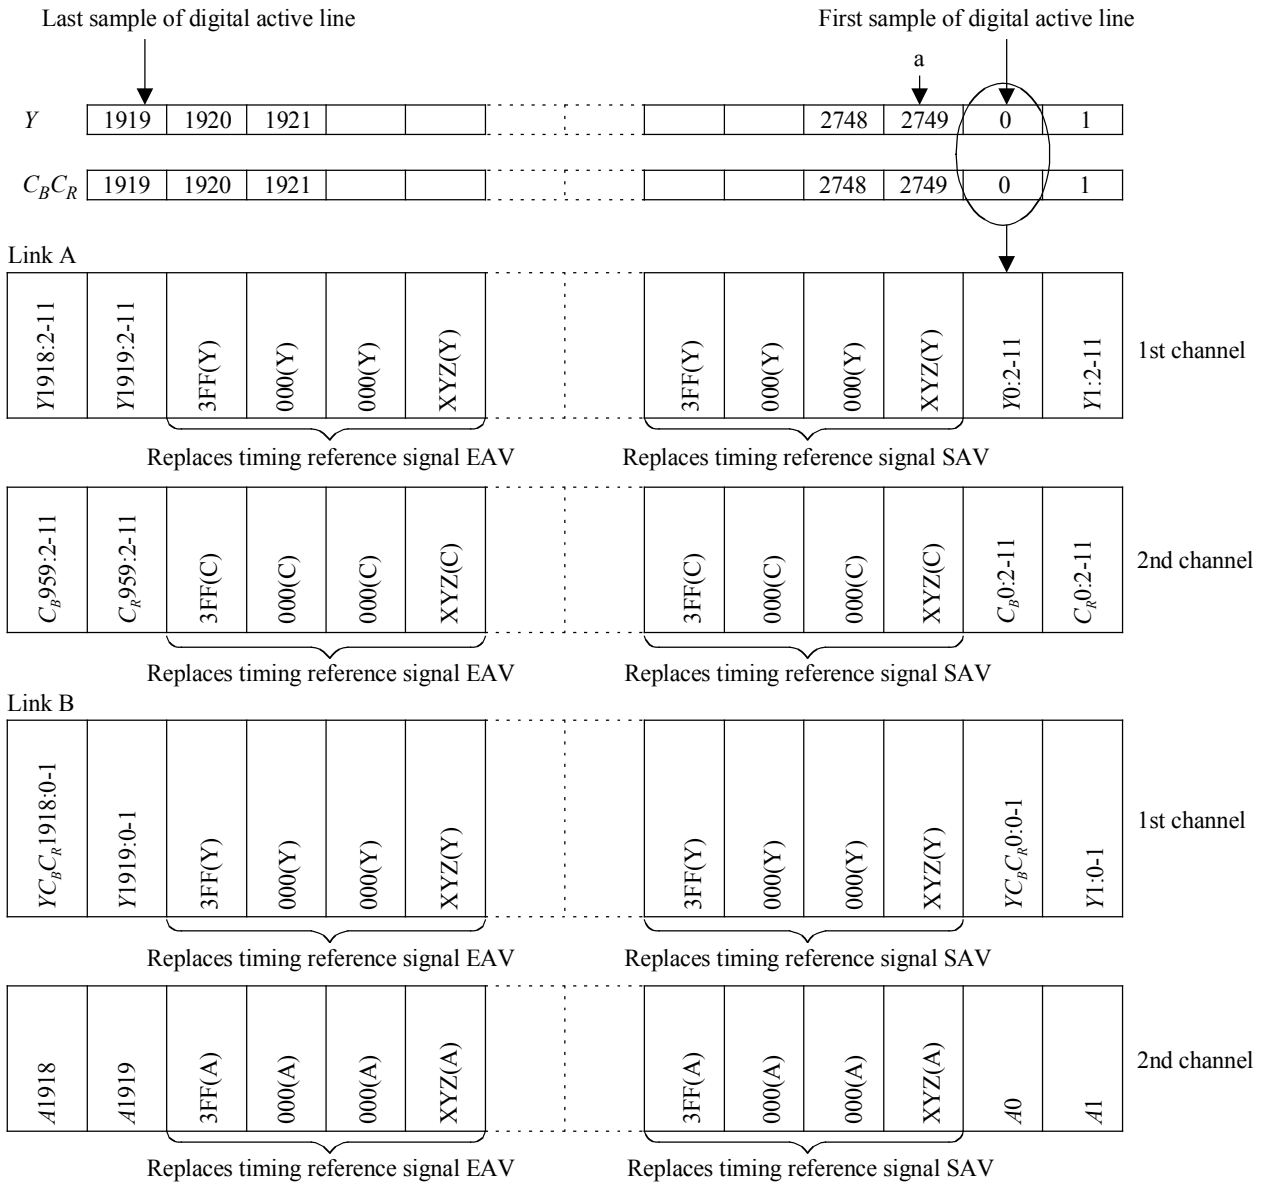 Last sample of digital active line
First sample of digital active line
a
Y 1919 1920 1921 2748 2749 0 1
CBCR 1919 1920 1921 2748 2749 0 1
Link A
Y1918:2-11 Y1919:2-11 3FF(Y) 000(Y) 000(Y) XYZ(Y) 3FF(Y) 000(Y) 000(Y) XYZ(Y) Y0:2-11 Y1:2-11 1st channel
Replaces timing reference signal EAV
Replaces timing reference signal SAV
CB959:2-11 CR959:2-11 3FF(C) 000(C) 000(C) XYZ(C) 3FF(C) 000(C) 000(C) XYZ(C) CB0:2-11 CR0:2-11 2nd channel
Replaces timing reference signal EAV
Replaces timing reference signal SAV
Link B
YCBCR1918:0-1 Y1919:0-1 3FF(Y) 000(Y) 000(Y) XYZ(Y) 3FF(Y) 000(Y) 000(Y) XYZ(Y) YCBCR0:0-1 Y1:0-1 1st channel
Replaces timing reference signal EAV
Replaces timing reference signal SAV
A1918 A1919 3FF(A) 000(A) 000(A) XYZ(A) 3FF(A) 000(A) 000(A) XYZ(A) A0 A1 2nd channel
Replaces timing reference signal EAV
Replaces timing reference signal SAV